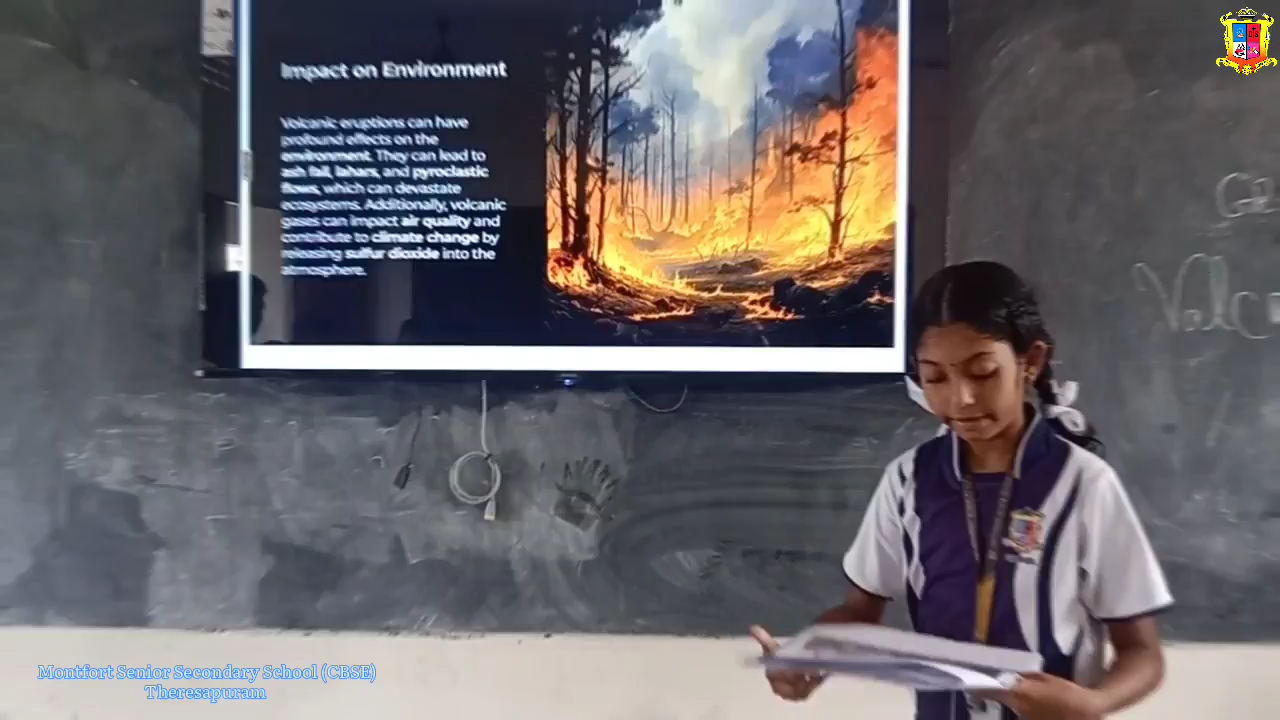 Impact on Environment
Volcanic eruptions can have
profound effects on the
environment. They can lead to
ash fall, lahars, and pyroclastic
flows, which can devastate
ecosystems. Additionally, volcanic
gases can impact air quality and
contribute to climate change by
releasing sulfur dioxide into the
atmosphere.
Montfort Senior Secondary School (CBSE)
Theresapuram